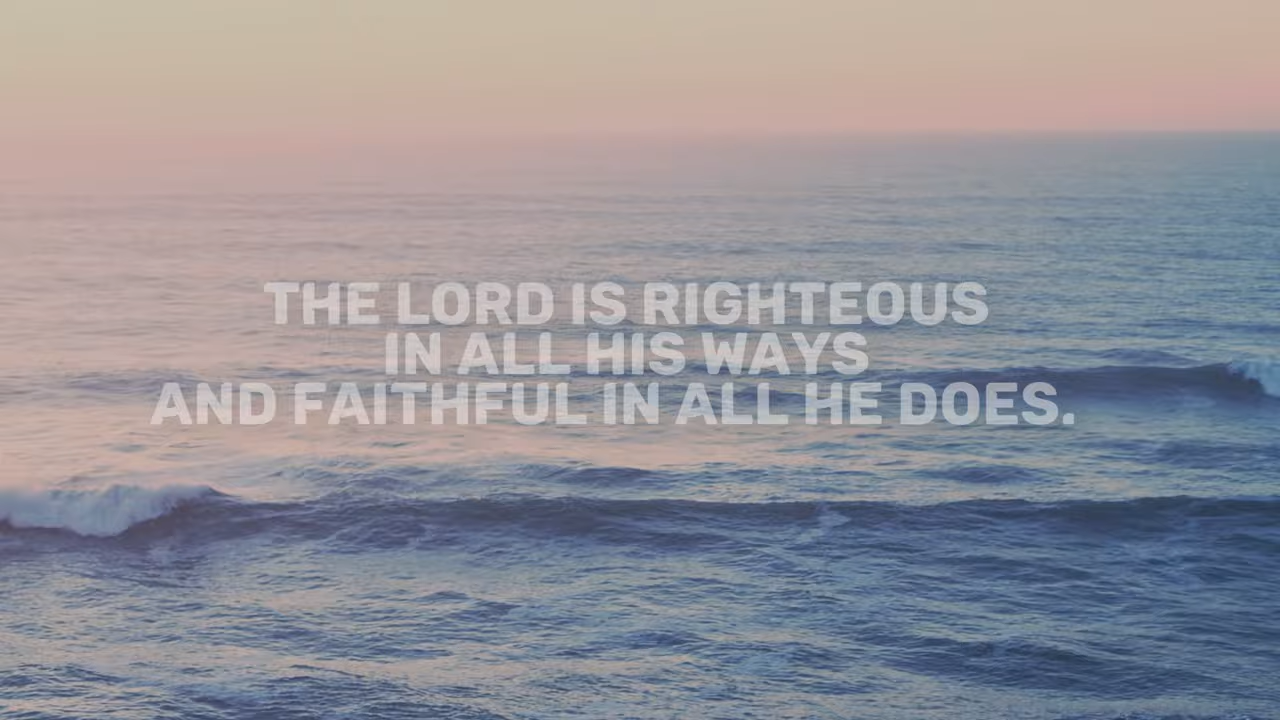 THE LORD IS RIGHTEOUS
IN ALL HIS WAYS
AND FAITHFUL IN ALL HE DOES.